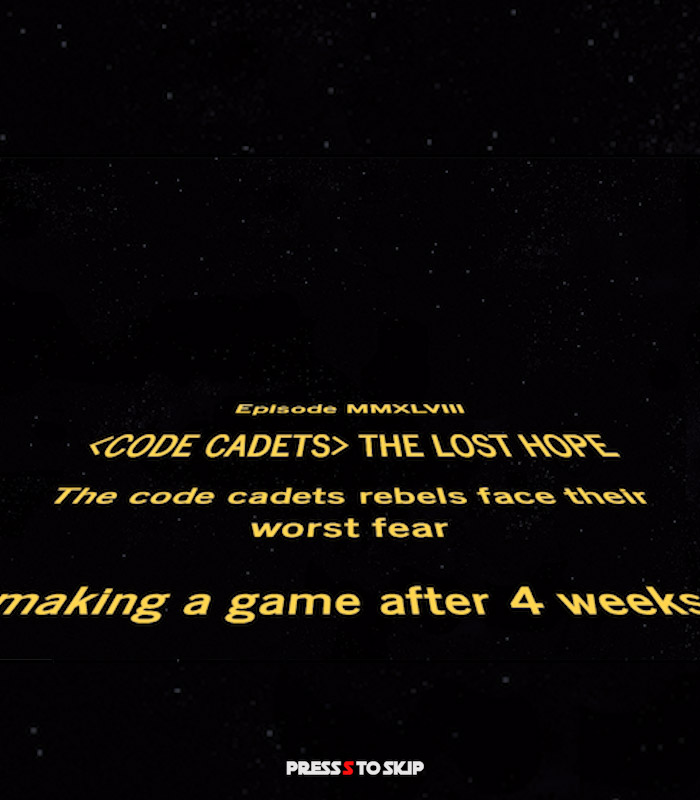 Episode MMXLVIII
<CODE CADETS> THE LOST HOPE
The code cadets rebels face their
worst fear
making a game after 4 weeks
PRESS S TO SKIP